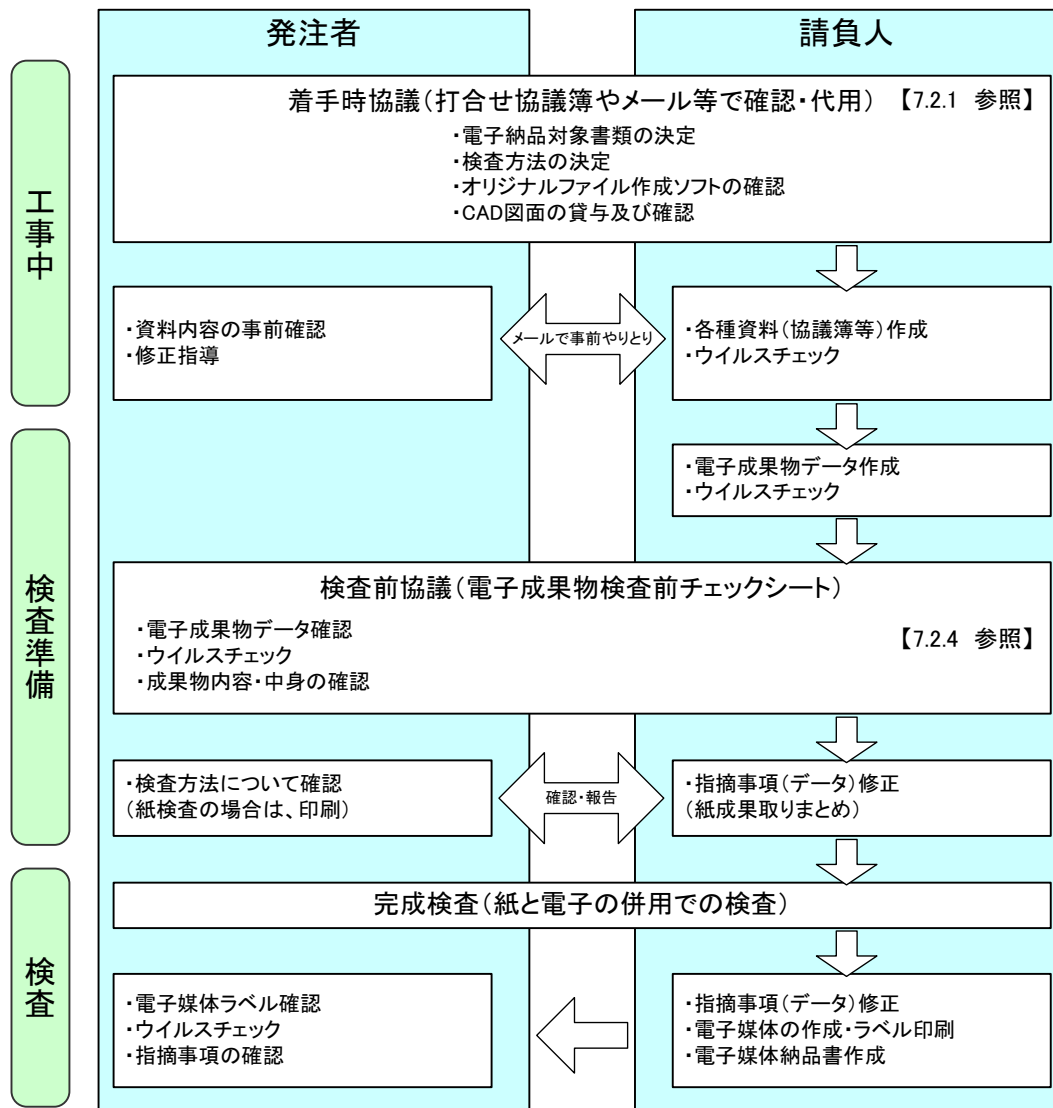 発注者
請負人
工事中
着手時協議（打合せ協議簿やメール等で確認・代用）【7.2.1 参照】
・電子納品対象書類の決定
・検査方法の決定
・オリジナルファイル作成ソフトの確認
・CAD図面の貸与及び確認
・資料内容の事前確認
・修正指導
メールで事前やりとり
・各種資料（協議簿等）作成
・ウイルスチェック
検査準備
・電子成果物データ作成
・ウイルスチェック
検査前協議（電子成果物検査前チェックシート）
・電子成果物データ確認
・ウイルスチェック
・成果物内容・中身の確認
【7.2.4 参照】
・検査方法について確認
（紙検査の場合は、印刷）
確認・報告
・指摘事項（データ）修正
（紙成果取りまとめ）
検査
完成検査（紙と電子の併用での検査）
・電子媒体ラベル確認
・ウイルスチェック
・指摘事項の確認
・指摘事項（データ）修正
・電子媒体の作成・ラベル印刷
・電子媒体納品書作成